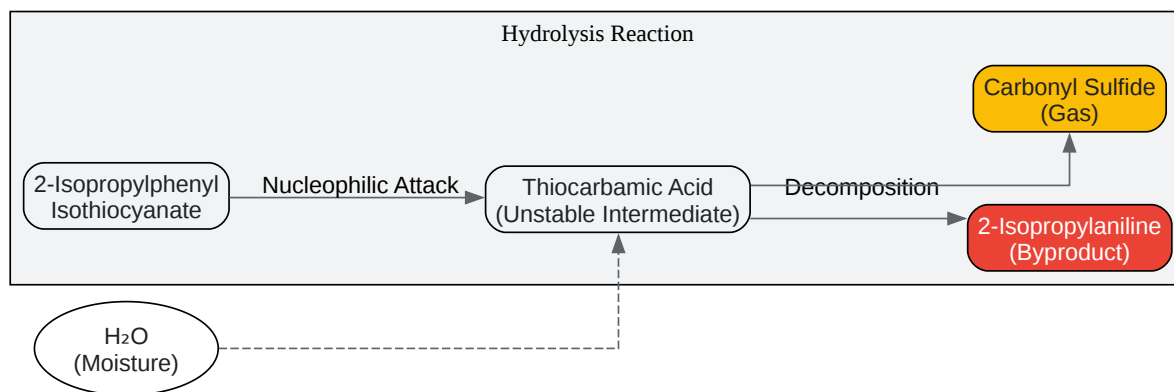 Hydrolysis Reaction
Carbonyl Sulfide
(Gas)
2-Isopropylphenyl
Isothiocyanate
Nucleophilic Attack
Thiocarbamic Acid
(Unstable Intermediate)
Decomposition
2-Isopropylaniline
(Byproduct)
H₂O
(Moisture)